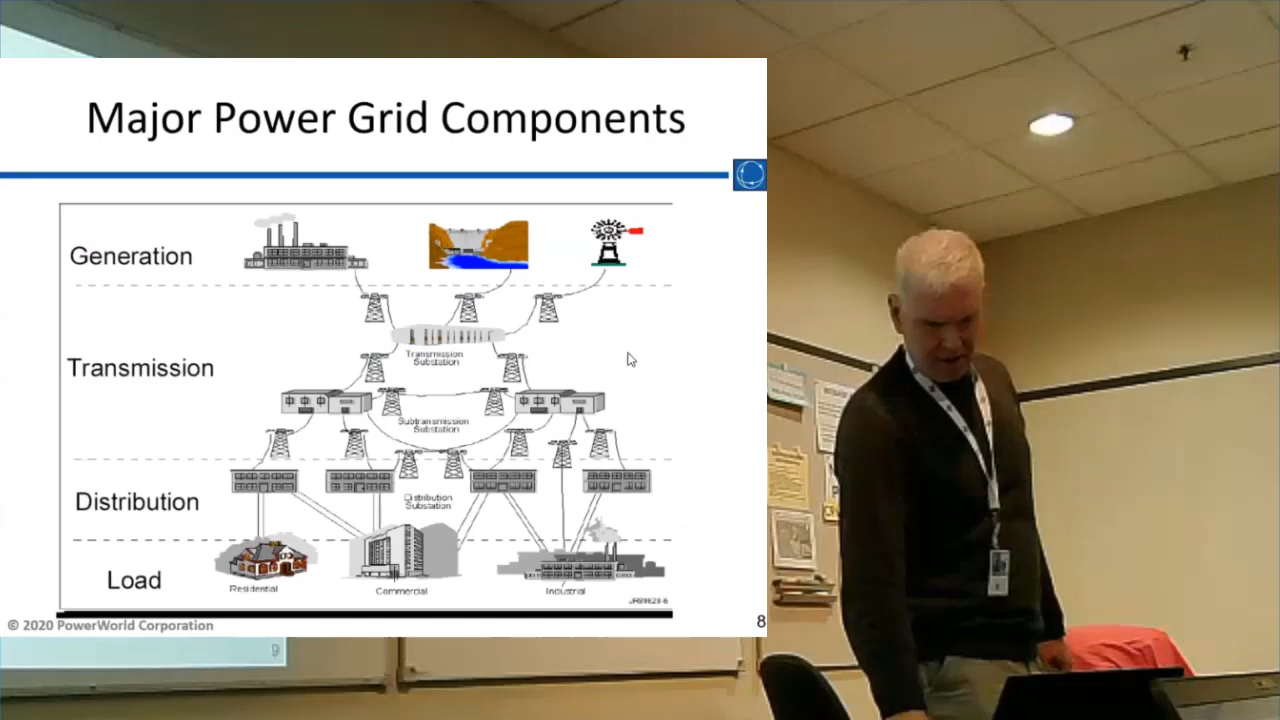 Major Power Grid Components
Generation
Transmission
Transmission
Substation
Subtransmission
Substation
Distribution
Distribution
Substation
Load
Residential
Commercial
Industrial
© 2020 PowerWorld Corporation
8
9